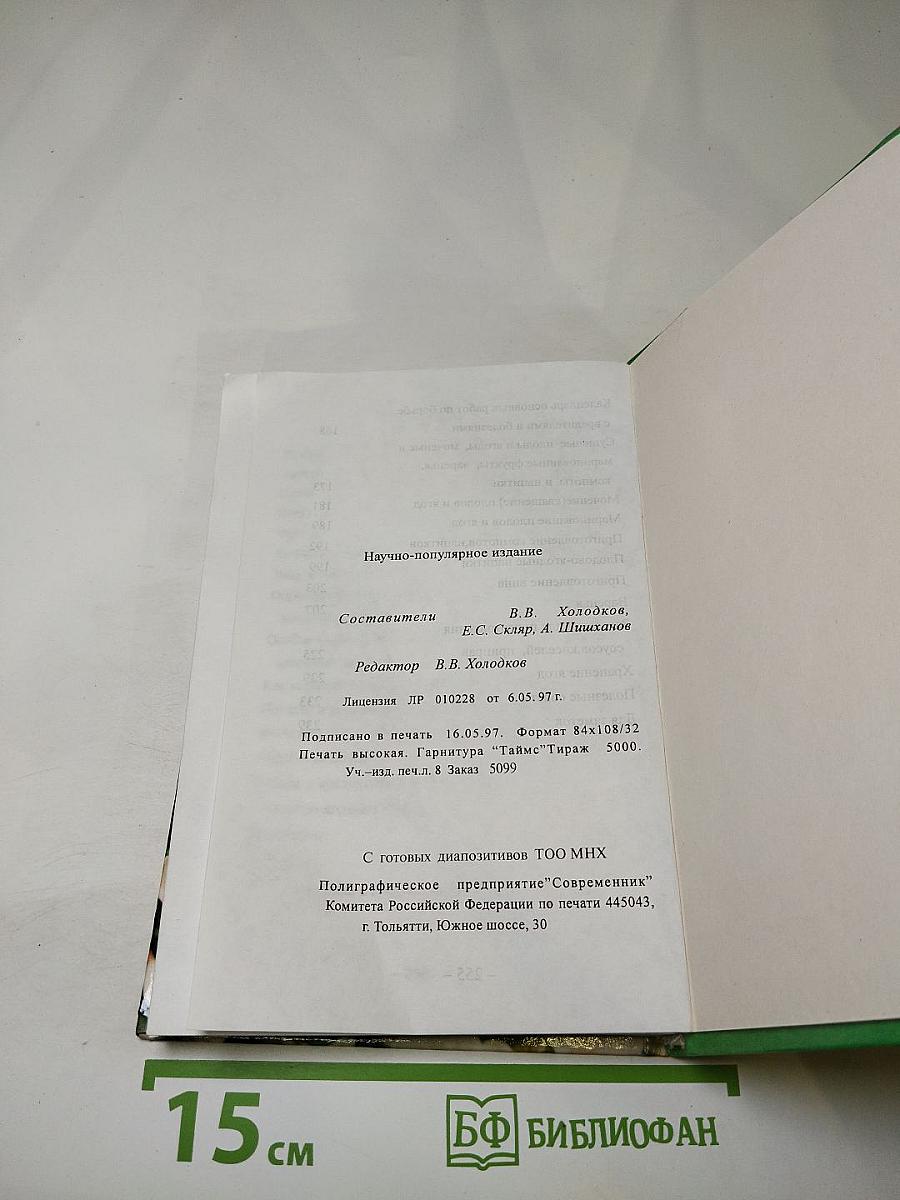 Научно-популярное издание
Составители В.В. Холодков,
Е.С. Скляр, А. Шишханов
Редактор В.В. Холодков
Лицензия ЛР 010228 от 6.05.97 г.
Подписано в печать 16.05.97. Формат 84x108/32
Печать высокая. Гарнитура "Таймс"Тираж 5000.
Уч.–изд. печ.л. 8 Заказ 5099
С готовых диапозитивов ТОО МНХ
Полиграфическое предприятие"Современник"
Комитета Российской Федерации по печати 445043,
г. Тольятти, Южное шоссе, 30
15 см
БФ БИБЛИОФАН